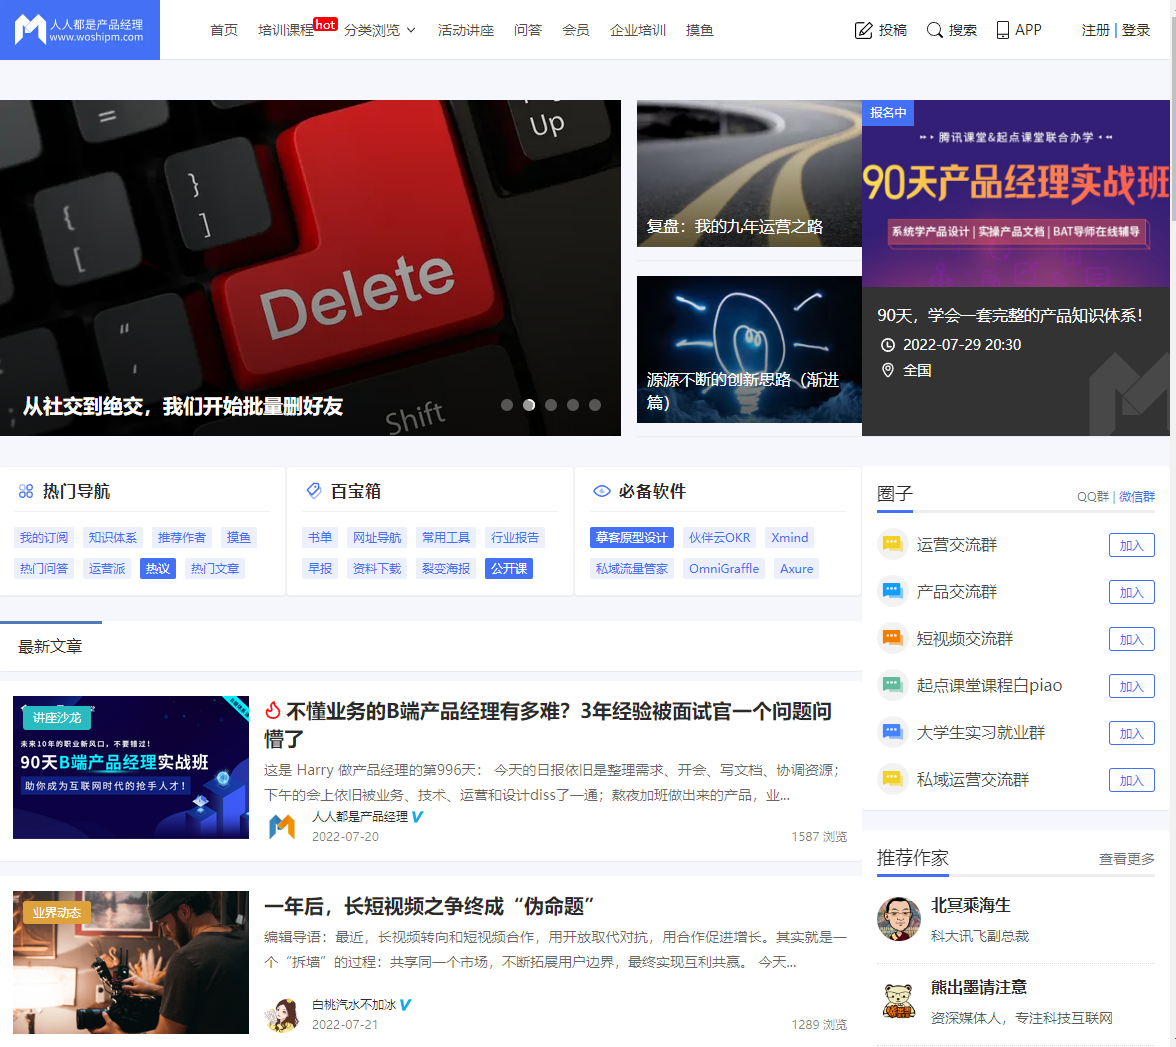 人人都是产品经理
www.woshipm.com
首页 培训课程 hot 分类浏览 活动讲座 问答 会员 企业培训 摸鱼 投稿 搜索 APP 注册 | 登录
Up
}
]
{
[
Delete
Shift
从社交到绝交，我们开始批量删好友
复盘：我的九年运营之路
源源不断的创新思路（渐进篇）
报名中
腾讯课堂&起点课堂联合办学
90天产品经理实战班
系统学产品设计 | 实操产品文档 | BAT导师在线辅导
90天，学会一套完整的产品知识体系！
2022-07-29 20:30
全国
热门导航
我的订阅 知识体系 推荐作者 摸鱼
热门问答 运营派 热议 热门文章
百宝箱
书单 网址导航 常用工具 行业报告
早报 资料下载 裂变海报 公开课
必备软件
摹客原型设计 伙伴云OKR Xmind
私域流量管家 OmniGraffle Axure
圈子 QQ群 | 微信群
运营交流群 加入
产品交流群 加入
短视频交流群 加入
起点课堂课程白piao 加入
大学生实习就业群 加入
私域运营交流群 加入
最新文章
讲座沙龙
未来10年的职业新风口，不要错过！
90天B端产品经理实战班
助你成为互联网时代的抢手人才！
不懂业务的B端产品经理有多难？3年经验被面试官一个问题问
懵了
这是 Harry 做产品经理的第996天： 今天的日报依旧是整理需求、开会、写文档、协调资源；
下午的会上依旧被业务、技术、运营和设计diss了一通；熬夜加班做出来的产品，业...
人人都是产品经理
2022-07-20 1587 浏览
业界动态
一年后，长短视频之争终成“伪命题”
编辑导语：最近，长视频转向和短视频合作，用开放取代对抗，用合作促进增长。其实就是一
个“拆墙”的过程：共享同一个市场，不断拓展用户边界，最终实现互利共赢。 今天...
白桃汽水不加冰
2022-07-21 1289 浏览
推荐作家 查看更多
北冥乘海生
科大讯飞副总裁
熊出墨请注意
资深媒体人，专注科技互联网